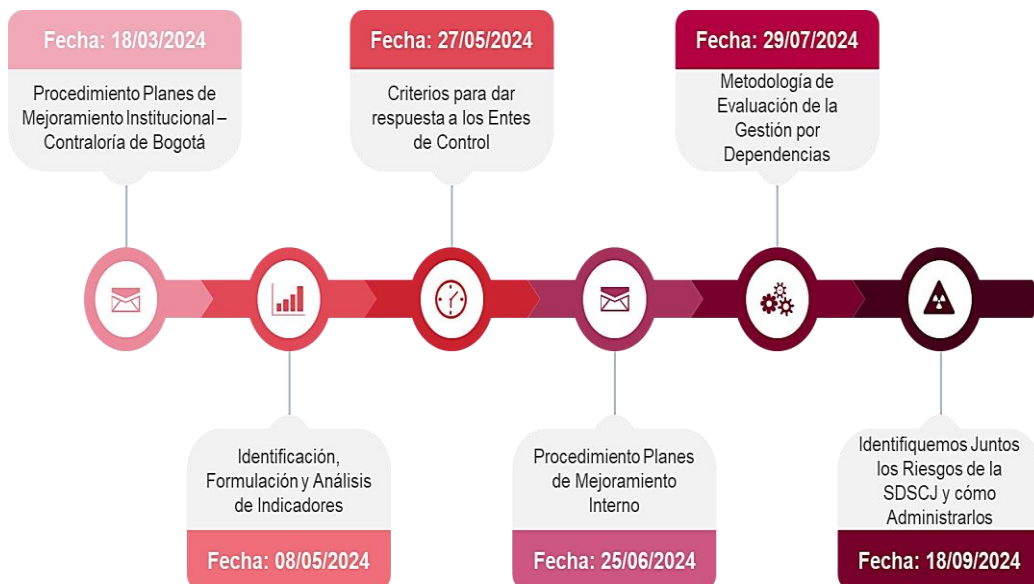 Fecha: 18/03/2024
Procedimiento Planes de
Mejoramiento Institucional –
Contraloría de Bogotá
Identificación,
Formulación y Análisis
de Indicadores
Fecha: 08/05/2024
Fecha: 27/05/2024
Criterios para dar
respuesta a los Entes
de Control
Procedimiento Planes
de Mejoramiento
Interno
Fecha: 25/06/2024
Fecha: 29/07/2024
Metodología de
Evaluación de la
Gestión por
Dependencias
Identifiquemos Juntos
los Riesgos de la
SDSCJ y cómo
Administrarlos
Fecha: 18/09/2024